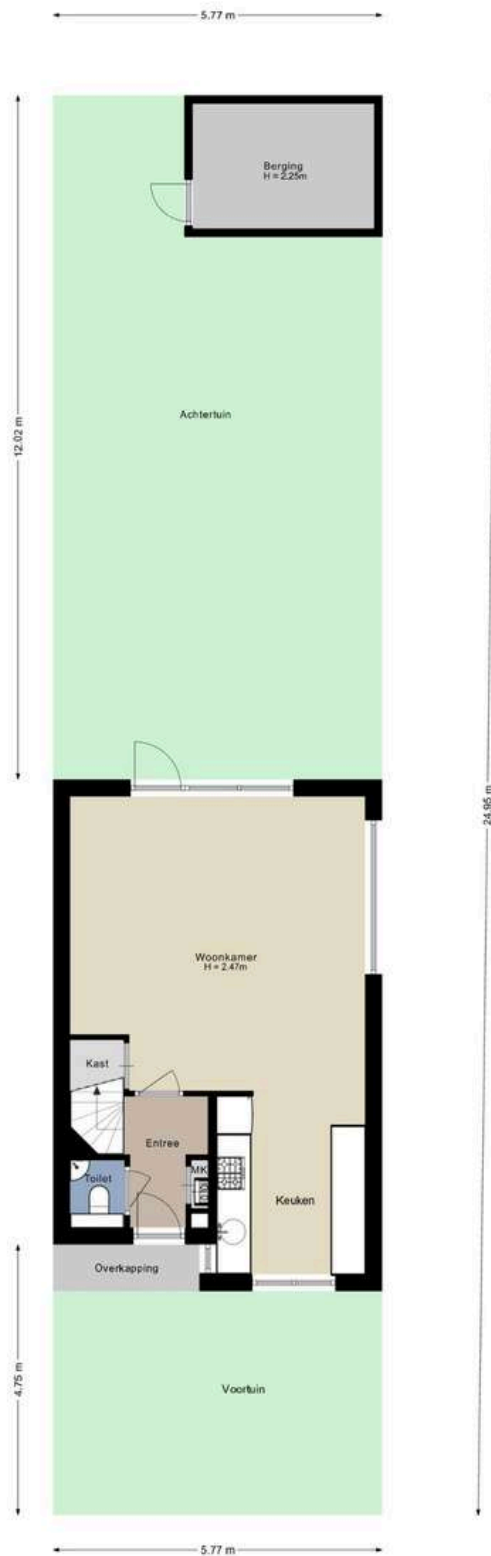 5.77 m
Berging
H = 2.25m
Achtertuin
12.02 m
24.95 m
Woonkamer
H = 2.47m
Kast
Entree
MK
Toilet
Keuken
Overkapping
4.75 m
Voortuin
5.77 m